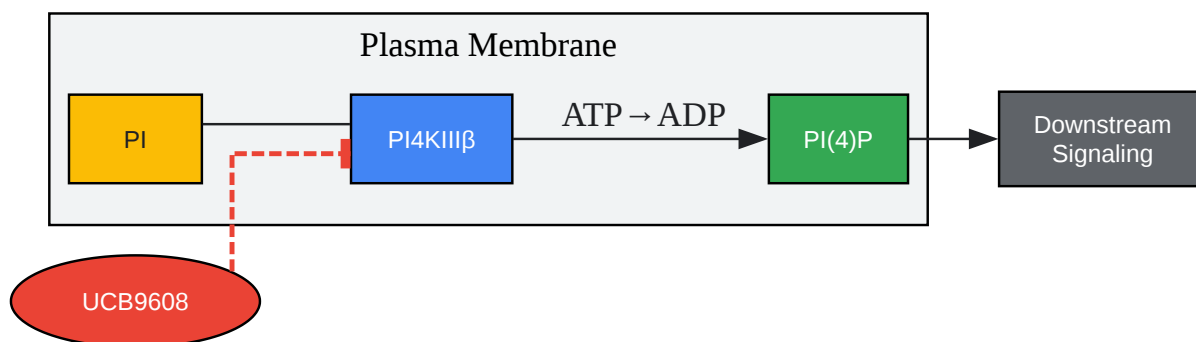 Plasma Membrane
PI
PI4KIIIβ
ATP→ADP
PI(4)P
Downstream
Signaling
UCB9608